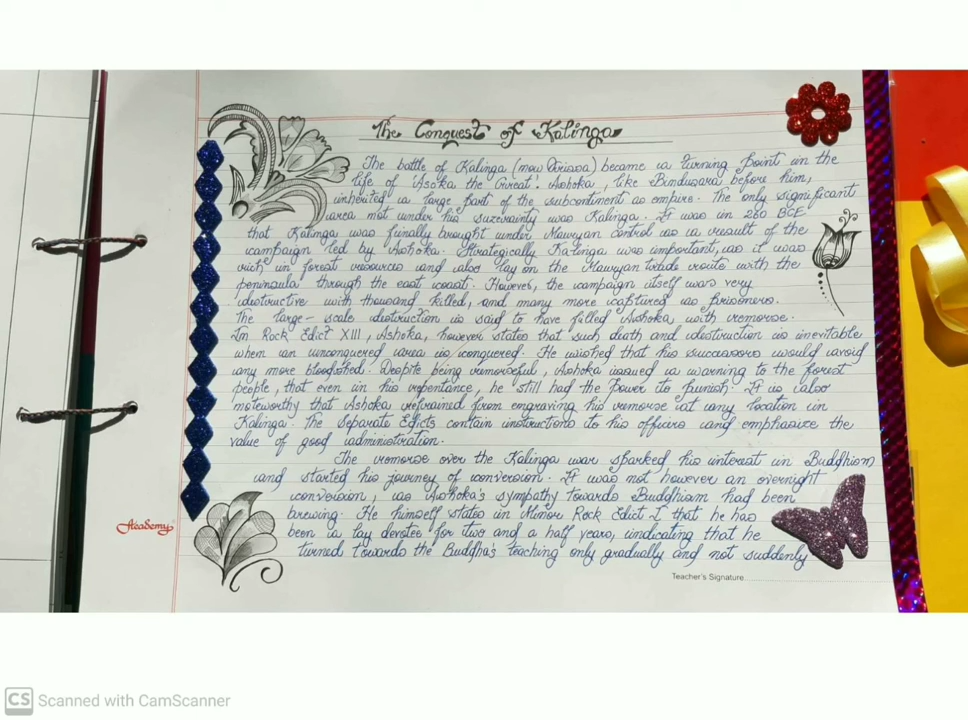 The Conquest of Kalinga
The battle of Kalinga (now Orissa) became a turning point in the
life of Asoka the Great. Ashoka, like Bindusara before him,
inherited a large part of the subcontinent as empire. The only significant
area not under his suzerainty was Kalinga. It was in 260 BCE
that Kalinga was finally brought under Mauryan control as a result of the
campaign led by Ashoka. Strategically Kalinga was important, as it was
rich in forest resources and also lay on the Mauryan trade route with the
peninsula through the east coast. However, the campaign itself was very
destructive with thousand killed, and many more captured as prisoners.
The large-scale destruction is said to have filled Ashoka with remorse.
In Rock Edict XIII, Ashoka, however states that such death and destruction is inevitable
when an unconquered area is conquered. He wished that his successors would avoid
any more bloodshed. Despite being remorseful, Ashoka issued a warning to the forest
people, that even in his repentance, he still had the power to punish. It is also
noteworthy that Ashoka refrained from engraving his remorse at any location in
Kalinga. The Separate Edicts contain instructions to his officers and emphasize the
value of good administration.
The remorse over the Kalinga war sparked his interest in Buddhism
and started his journey of conversion. It was not however an overnight
conversion, as Ashoka's sympathy towards Buddhism had been
brewing. He himself states in Minor Rock Edict I that he has
been a lay devotee for two and a half years, indicating that he
turned towards the Buddha's teaching only gradually and not suddenly
Academy
Teacher's Signature
CS Scanned with CamScanner